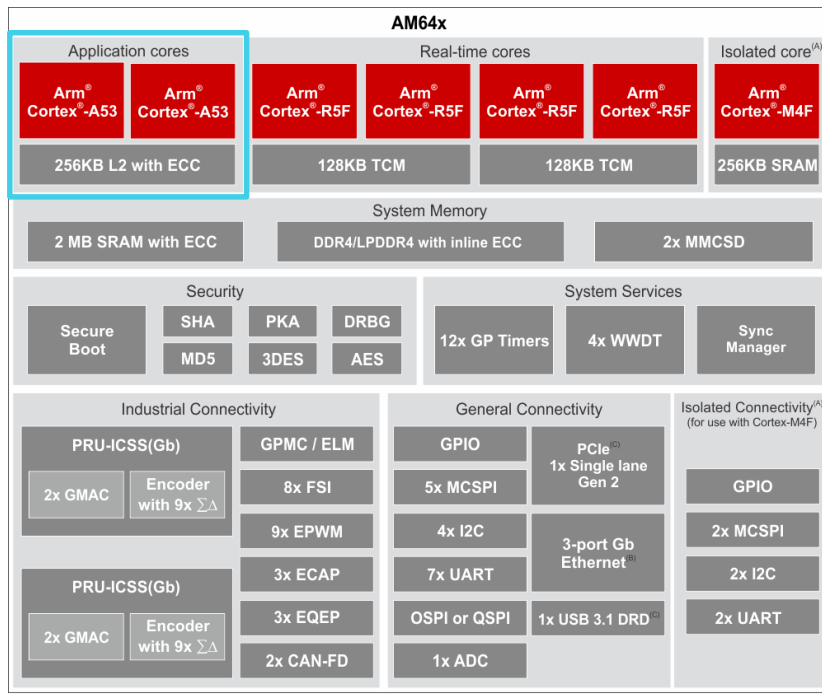 AM64x
Application cores
Real-time cores
Isolated core(A)
Arm®
Cortex®-A53
Arm®
Cortex®-A53
Arm®
Cortex®-R5F
Arm®
Cortex®-R5F
Arm®
Cortex®-R5F
Arm®
Cortex®-R5F
Arm®
Cortex®-M4F
256KB L2 with ECC
128KB TCM
128KB TCM
256KB SRAM
System Memory
2 MB SRAM with ECC
DDR4/LPDDR4 with inline ECC
2x MMCSD
Security
Secure
Boot
SHA
PKA
DRBG
MD5
3DES
AES
System Services
12x GP Timers
4x WWDT
Sync
Manager
Industrial Connectivity
PRU-ICSS(Gb)
2x GMAC
Encoder
with 9x ∑Δ
PRU-ICSS(Gb)
2x GMAC
Encoder
with 9x ∑Δ
GPMC / ELM
8x FSI
9x EPWM
3x ECAP
3x EQEP
2x CAN-FD
General Connectivity
GPIO
5x MCSPI
4x I2C
7x UART
OSPI or QSPI
1x ADC
PCIe(C)
1x Single lane
Gen 2
3-port Gb
Ethernet(B)
1x USB 3.1 DRD(C)
Isolated Connectivity(A)
(for use with Cortex-M4F)
GPIO
2x MCSPI
2x I2C
2x UART